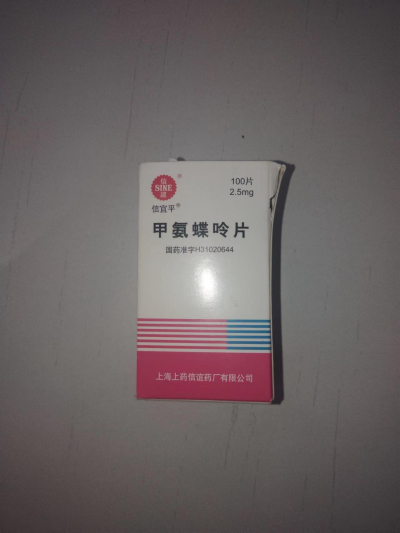 信
SINE
谊
®
100片
2.5mg
信宜平®
甲氨蝶呤片
国药准字H31020644
上海上药信谊药厂有限公司